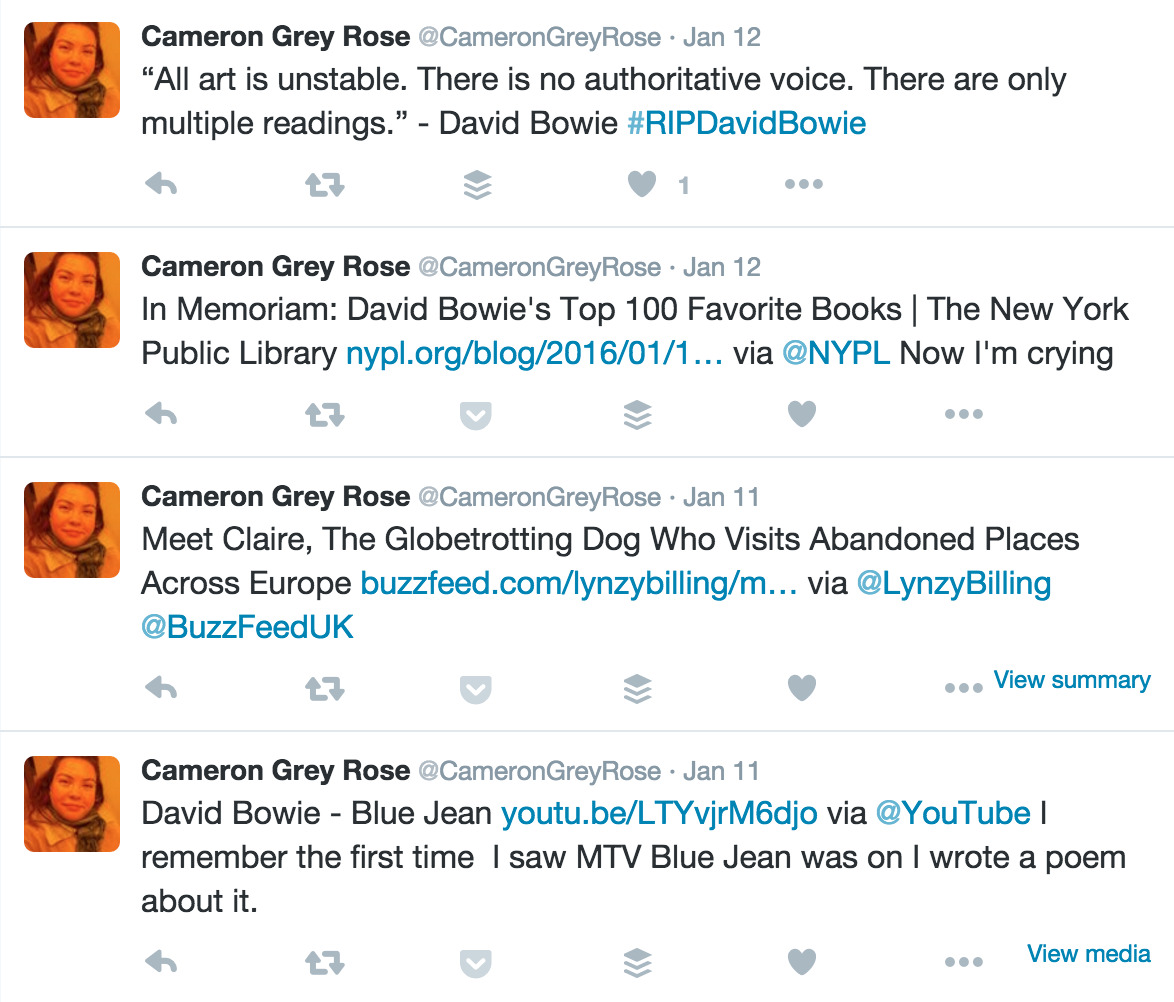 Cameron Grey Rose @CameronGreyRose · Jan 12
“All art is unstable. There is no authoritative voice. There are only
multiple readings.” - David Bowie #RIPDavidBowie
1
Cameron Grey Rose @CameronGreyRose · Jan 12
In Memoriam: David Bowie's Top 100 Favorite Books | The New York
Public Library nypl.org/blog/2016/01/1… via @NYPL Now I'm crying
Cameron Grey Rose @CameronGreyRose · Jan 11
Meet Claire, The Globetrotting Dog Who Visits Abandoned Places
Across Europe buzzfeed.com/lynzybilling/m… via @LynzyBilling
@BuzzFeedUK
View summary
Cameron Grey Rose @CameronGreyRose · Jan 11
David Bowie - Blue Jean youtu.be/LTYvjrM6djo via @YouTube I
remember the first time  I saw MTV Blue Jean was on I wrote a poem
about it.
View media